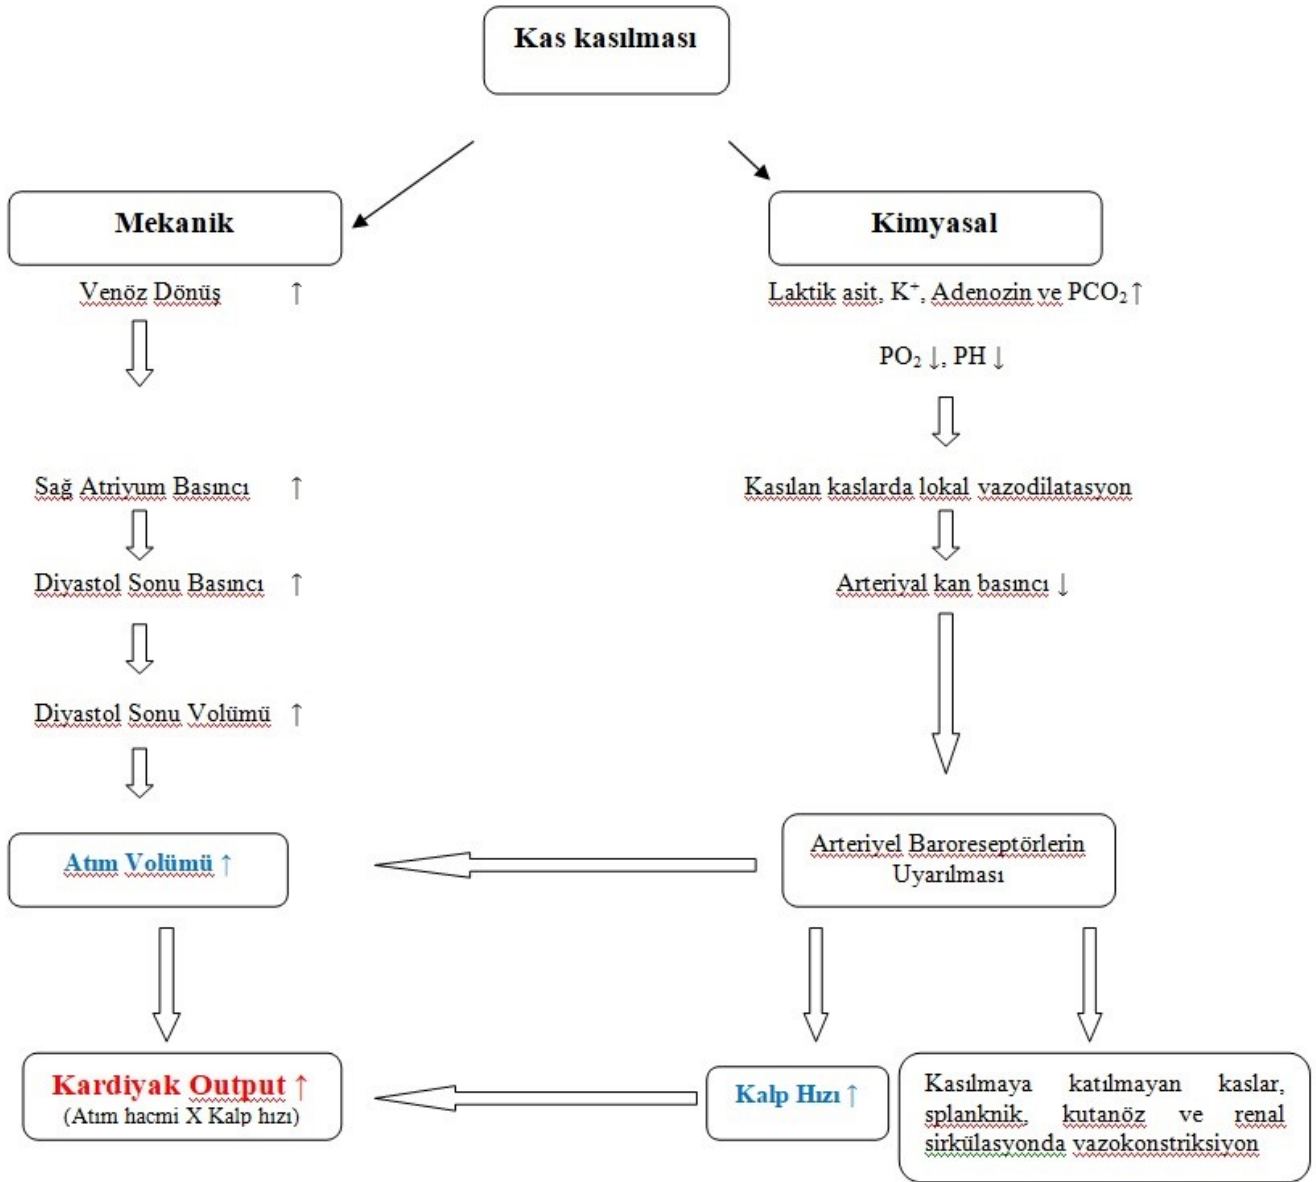 Kas kasılması
Mekanik
Venöz Dönüş ↑
Sağ Atriyum Basıncı ↑
Diyastol Sonu Basıncı ↑
Diyastol Sonu Volümü ↑
Atım Volümü ↑
Kardiyak Output ↑
(Atım hacmi X Kalp hızı)
Kimyasal
Laktik asit, K⁺, Adenozin ve PCO₂↑
PO₂ ↓, PH ↓
Kasılan kaslarda lokal vazodilatasyon
Arteriyal kan basıncı ↓
Arteriyel Baroreseptörlerin
Uyarılması
Kalp Hızı ↑
Kasılmaya katılmayan kaslar,
splanknik, kutanöz ve renal
sirkülasyonda vazokonstriksiyon